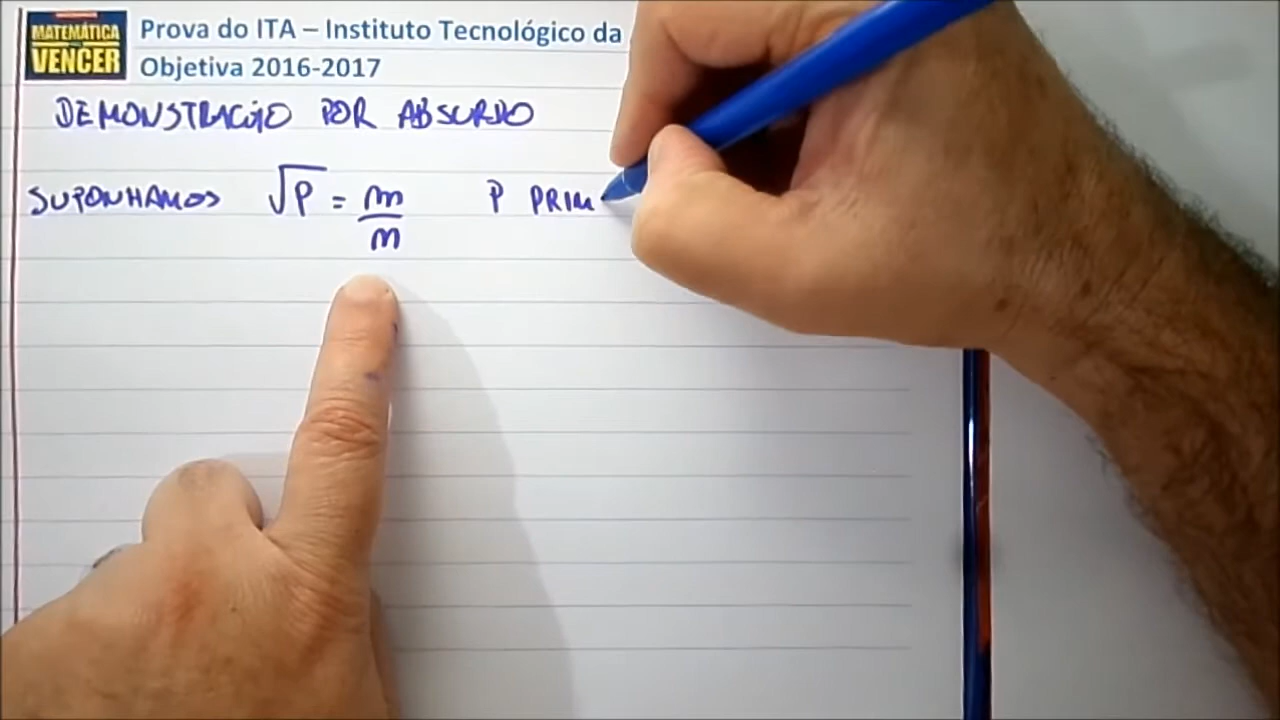 MATEMÁTICA
VENCER
Prova do ITA – Instituto Tecnológico da
Objetiva 2016-2017
DEMONSTRAÇÃO POR ABSURDO
SUPONHAMOS √P = m/n P PRIM